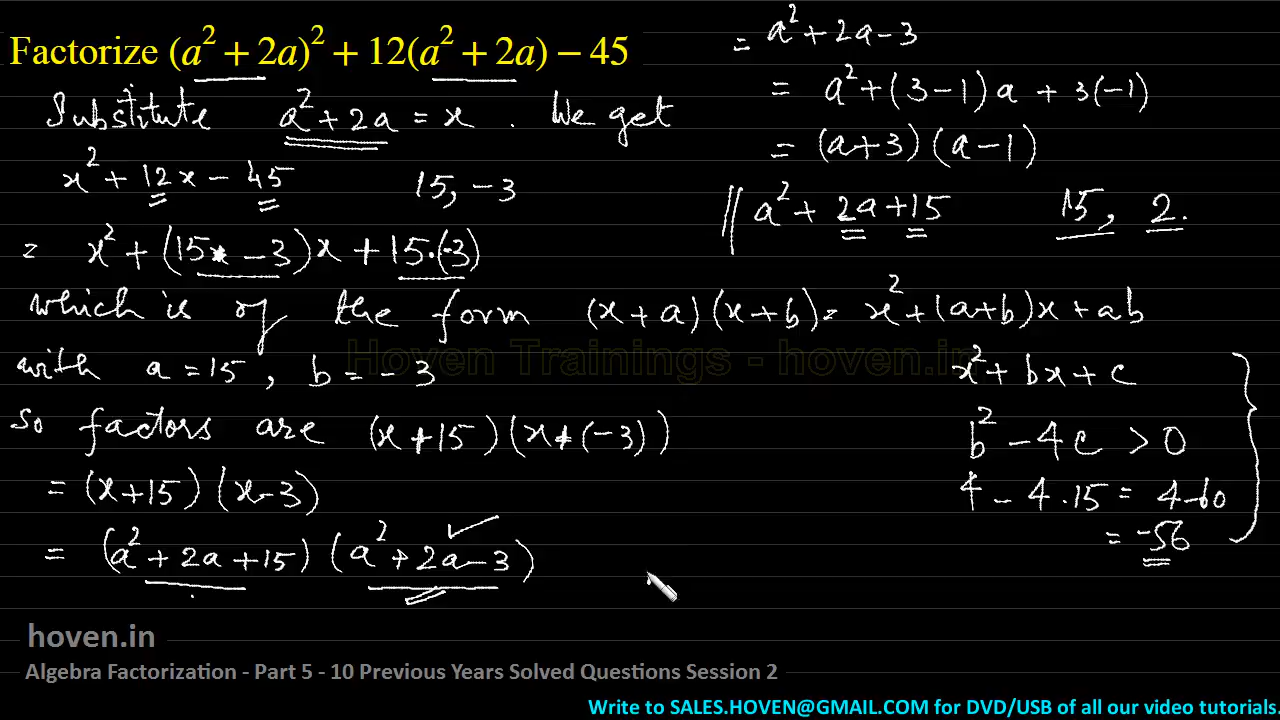 Factorize (a² + 2a)² + 12(a² + 2a) − 45
Substitute a² + 2a = x . We get
x² + 12x − 45 15, −3
= x² + (15 − 3)x + 15·(−3)
which is of the form (x + a)(x + b) = x² + (a+b)x + ab
with a = 15, b = − 3
So factors are (x + 15)(x + (−3))
= (x+15)(x−3)
= (a² + 2a + 15)(a² + 2a − 3)
= a² + 2a − 3
= a² + (3 − 1)a + 3(−1)
= (a + 3)(a − 1)
a² + 2a + 15 15, 2.
x² + bx + c
b² − 4c > 0
4 − 4.15 = 4−60
= −56
Hoven Trainings - hoven.in
hoven.in
Algebra Factorization - Part 5 - 10 Previous Years Solved Questions Session 2
Write to SALES.HOVEN@GMAIL.COM for DVD/USB of all our video tutorials.